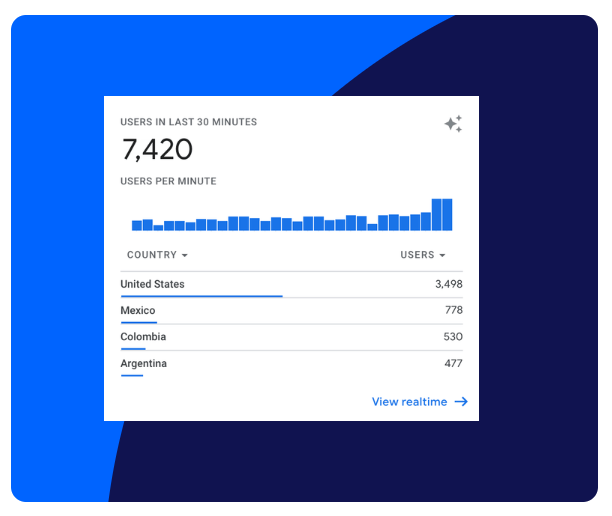 USERS IN LAST 30 MINUTES
7,420
USERS PER MINUTE
COUNTRY USERS
United States 3,498
Mexico 778
Colombia 530
Argentina 477
View realtime